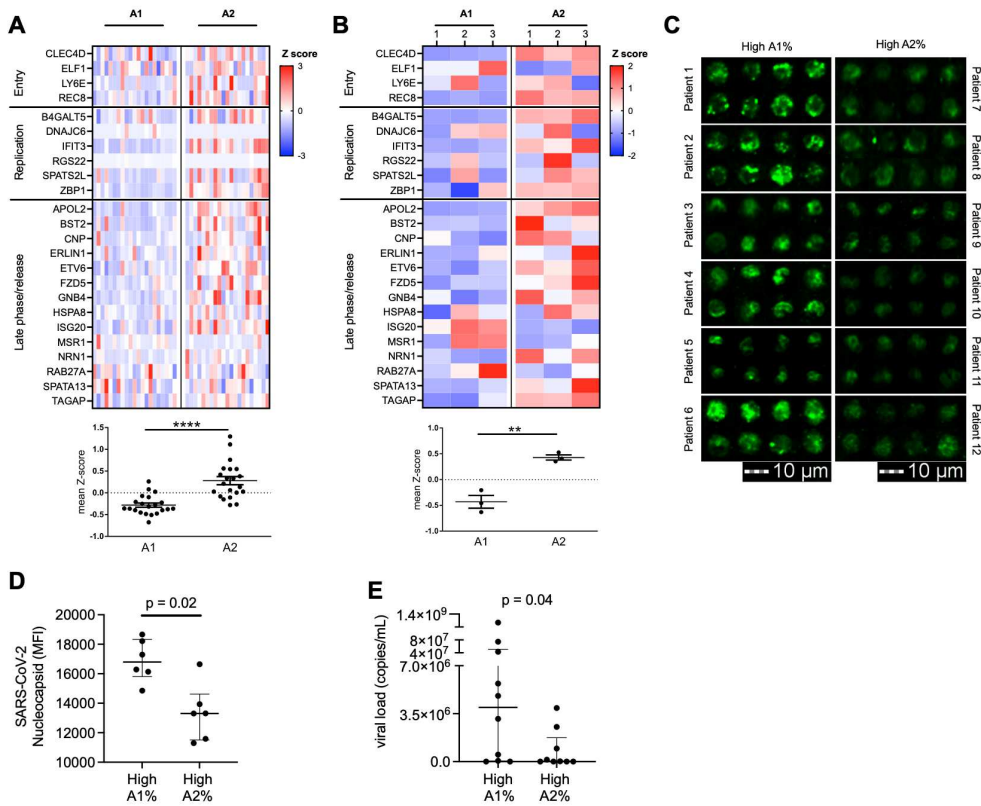 A
A1
A2
Entry
CLEC4D
ELF1
LY6E
REC8
Replication
B4GALT5
DNAJC6
IFIT3
RGS22
SPATS2L
ZBP1
Late phase/release
APOL2
BST2
CNP
ERLIN1
ETV6
FZD5
GNB4
HSPA8
ISG20
MSR1
NRN1
RAB27A
SPATA13
TAGAP
Z score
3
0
-3
mean Z-score
1.5
1.0
0.5
0.0
-0.5
-1.0
****
A1
A2
B
A1
A2
1 2 3 1 2 3
Entry
CLEC4D
ELF1
LY6E
REC8
Replication
B4GALT5
DNAJC6
IFIT3
RGS22
SPATS2L
ZBP1
Late phase/release
APOL2
BST2
CNP
ERLIN1
ETV6
FZD5
GNB4
HSPA8
ISG20
MSR1
NRN1
RAB27A
SPATA13
TAGAP
Z score
2
1
0
-1
-2
mean Z-score
1.0
0.5
0.0
-0.5
-1.0
**
A1
A2
C
High A1%
High A2%
Patient 1
Patient 2
Patient 3
Patient 4
Patient 5
Patient 6
Patient 7
Patient 8
Patient 9
Patient 10
Patient 11
Patient 12
10 µm
10 µm
D
p = 0.02
SARS-CoV-2
Nucleocapsid (MFI)
20000
18000
16000
14000
12000
10000
High
A1%
High
A2%
E
p = 0.04
viral load (copies/mL)
1.4×10⁹
8×10⁷
4×10⁷
7.0×10⁶
3.5×10⁶
0.0
High
A1%
High
A2%